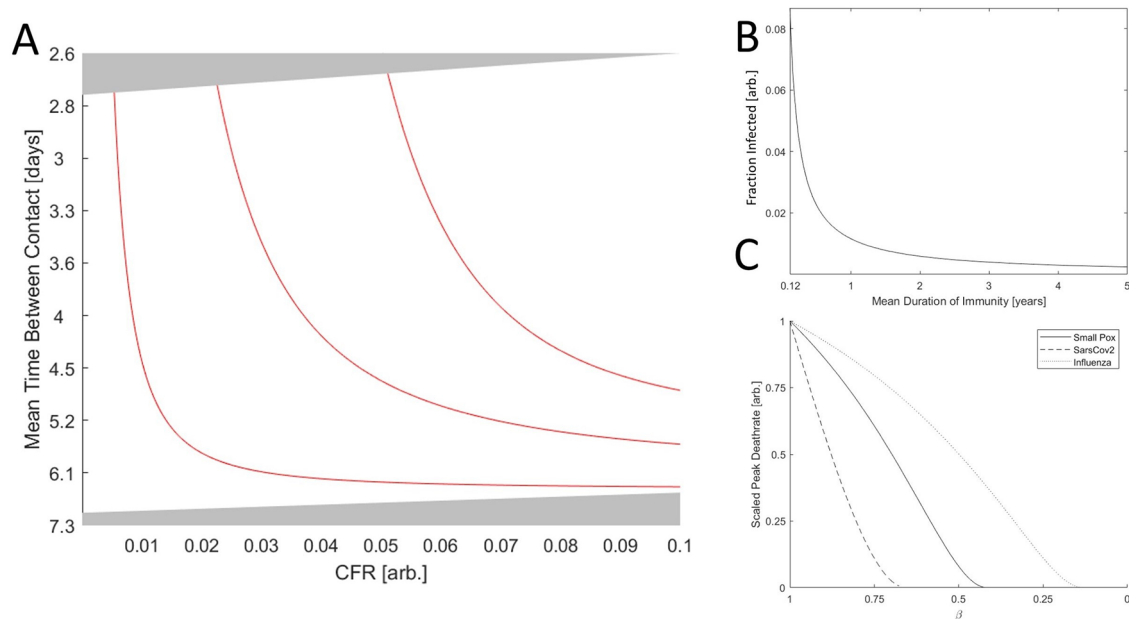 A
2.6
2.8
3
3.3
3.6
4
4.5
5.2
6.1
7.3
Mean Time Between Contact [days]
0.01 0.02 0.03 0.04 0.05 0.06 0.07 0.08 0.09 0.1
CFR [arb.]
B
0.08
0.06
0.04
0.02
Fraction Infected [arb.]
0.12 1 2 3 4 5
Mean Duration of Immunity [years]
C
1
0.75
0.5
0.25
0
Scaled Peak Deathrate [arb.]
Small Pox
SarsCov2
Influenza
1 0.75 0.5 0.25 0
β